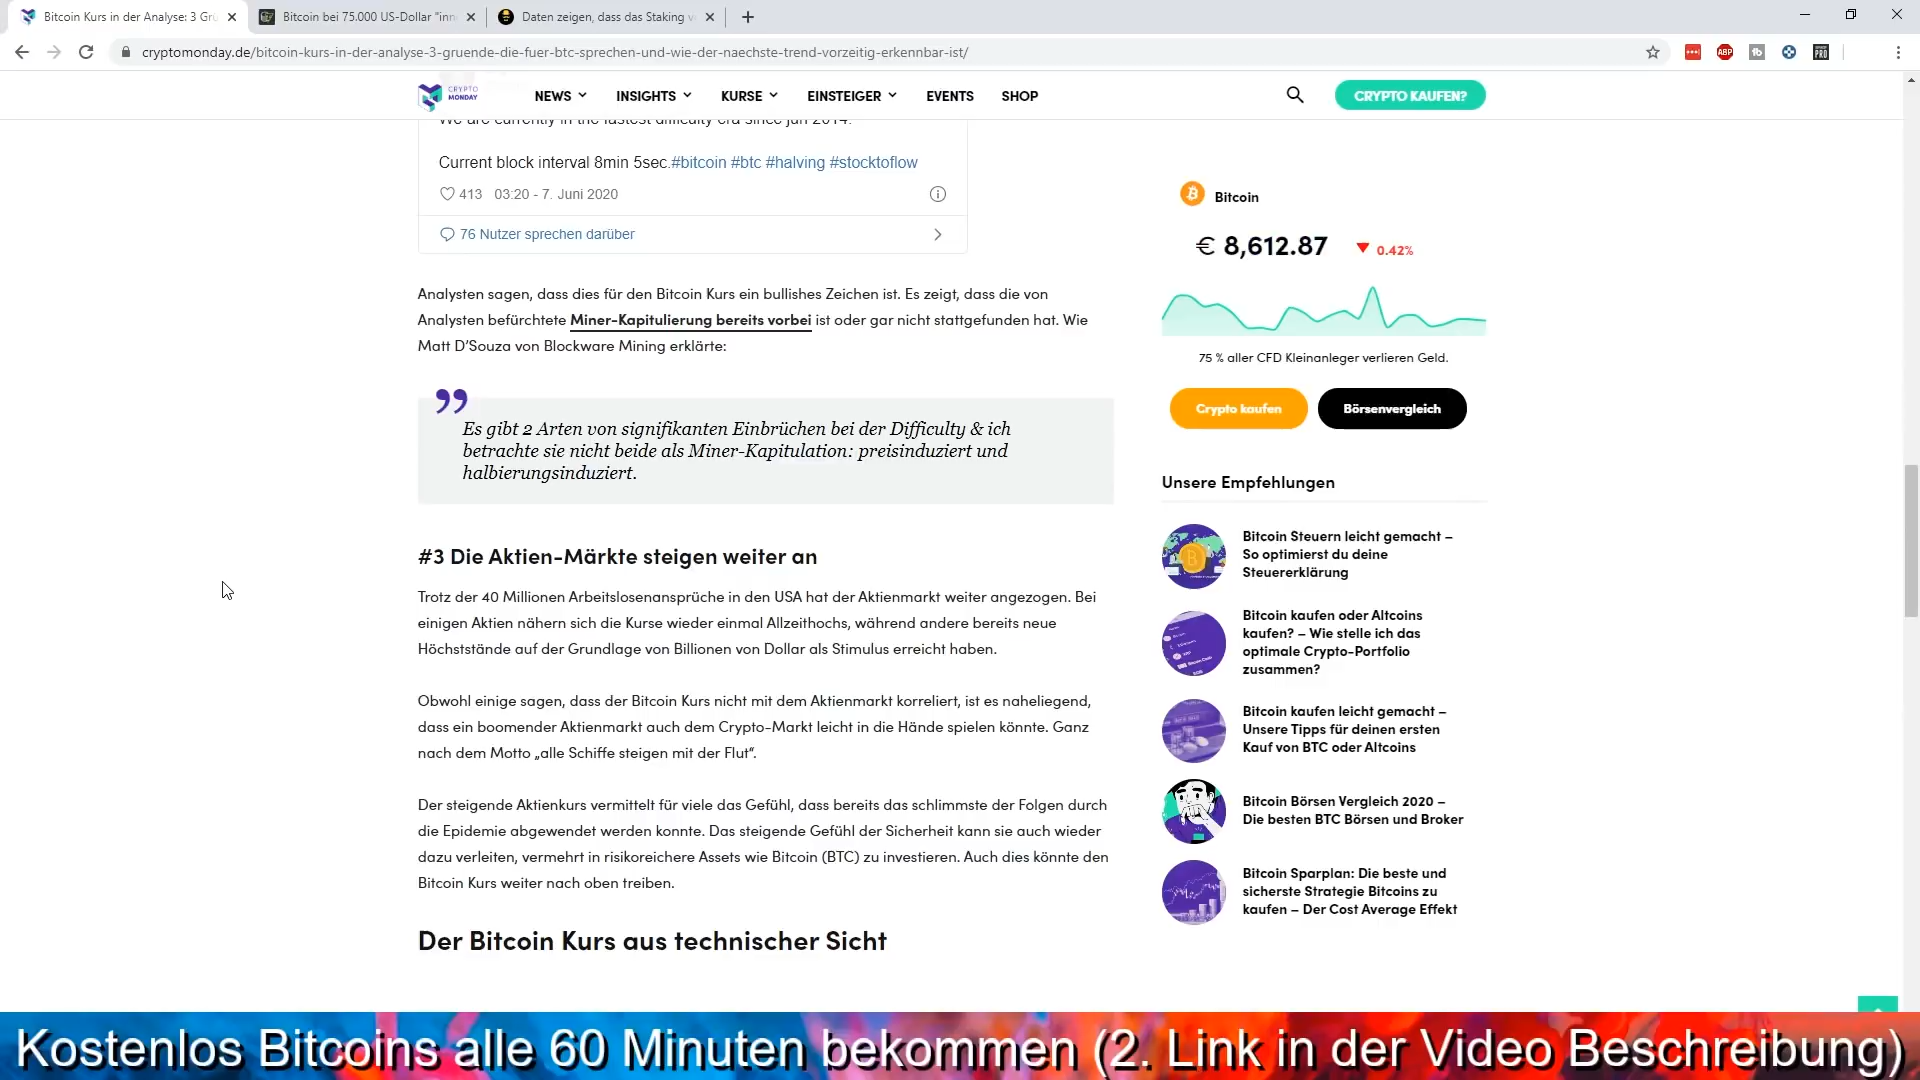 Bitcoin Kurs in der Analyse: 3 Gr
Bitcoin bei 75.000 US-Dollar "inn
Daten zeigen, dass das Staking v
cryptomonday.de/bitcoin-kurs-in-der-analyse-3-gruende-die-fuer-btc-sprechen-und-wie-der-naechste-trend-vorzeitig-erkennbar-ist/
CRYPTO
MONDAY
NEWS
INSIGHTS
KURSE
EINSTEIGER
EVENTS
SHOP
CRYPTO KAUFEN?
We are currently in the fastest difficulty era since jun 2014.
Current block interval 8min 5sec.#bitcoin #btc #halving #stocktoflow
413 03:20 - 7. Juni 2020
76 Nutzer sprechen darüber
Analysten sagen, dass dies für den Bitcoin Kurs ein bullishes Zeichen ist. Es zeigt, dass die von
Analysten befürchtete Miner-Kapitulierung bereits vorbei ist oder gar nicht stattgefunden hat. Wie
Matt D’Souza von Blockware Mining erklärte:
Es gibt 2 Arten von signifikanten Einbrüchen bei der Difficulty & ich
betrachte sie nicht beide als Miner-Kapitulation: preisinduziert und
halbierungsinduziert.
#3 Die Aktien-Märkte steigen weiter an
Trotz der 40 Millionen Arbeitslosenansprüche in den USA hat der Aktienmarkt weiter angezogen. Bei
einigen Aktien nähern sich die Kurse wieder einmal Allzeithochs, während andere bereits neue
Höchststände auf der Grundlage von Billionen von Dollar als Stimulus erreicht haben.
Obwohl einige sagen, dass der Bitcoin Kurs nicht mit dem Aktienmarkt korreliert, ist es naheliegend,
dass ein boomender Aktienmarkt auch dem Crypto-Markt leicht in die Hände spielen könnte. Ganz
nach dem Motto „alle Schiffe steigen mit der Flut“.
Der steigende Aktienkurs vermittelt für viele das Gefühl, dass bereits das schlimmste der Folgen durch
die Epidemie abgewendet werden konnte. Das steigende Gefühl der Sicherheit kann sie auch wieder
dazu verleiten, vermehrt in risikoreichere Assets wie Bitcoin (BTC) zu investieren. Auch dies könnte den
Bitcoin Kurs weiter nach oben treiben.
Der Bitcoin Kurs aus technischer Sicht
Bitcoin
€ 8,612.87
0.42%
75 % aller CFD Kleinanleger verlieren Geld.
Crypto kaufen
Börsenvergleich
Unsere Empfehlungen
Bitcoin Steuern leicht gemacht –
So optimierst du deine
Steuererklärung
Bitcoin kaufen oder Altcoins
kaufen? – Wie stelle ich das
optimale Crypto-Portfolio
zusammen?
Bitcoin kaufen leicht gemacht –
Unsere Tipps für deinen ersten
Kauf von BTC oder Altcoins
Bitcoin Börsen Vergleich 2020 –
Die besten BTC Börsen und Broker
Bitcoin Sparplan: Die beste und
sicherste Strategie Bitcoins zu
kaufen – Der Cost Average Effekt
Kostenlos Bitcoins alle 60 Minuten bekommen (2. Link in der Video Beschreibung)